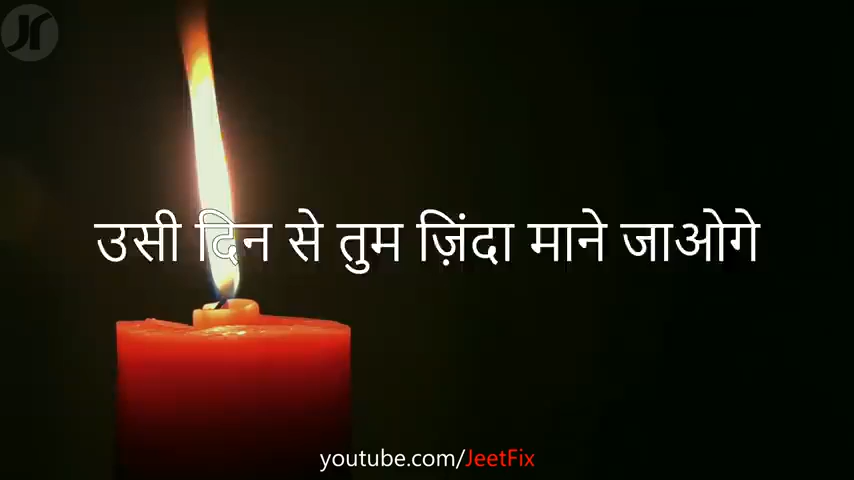 उसी दिन से तुम ज़िंदा माने जाओगे
youtube.com/JeetFix